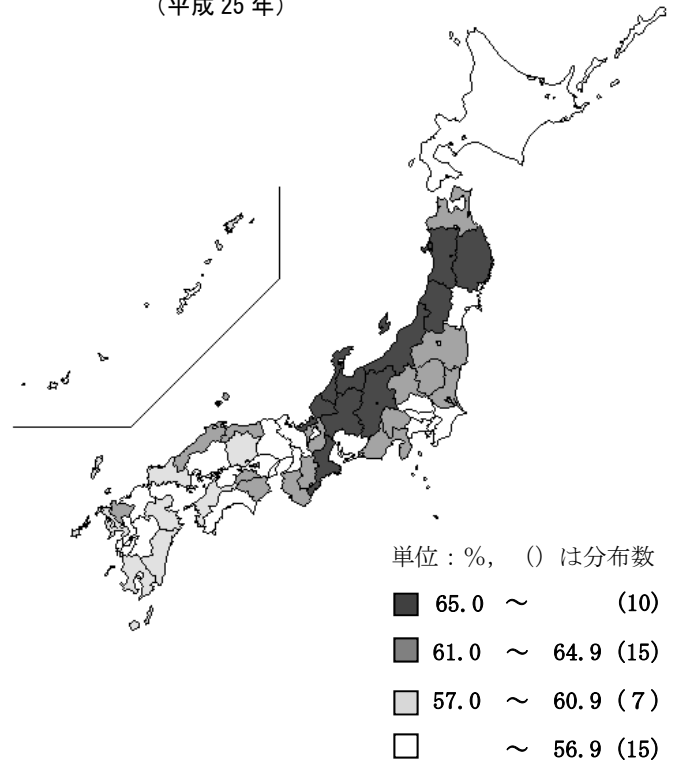 (平成 25 年)
単位:%, () は分布数
65.0 ～ (10)
61.0 ～ 64.9 (15)
57.0 ～ 60.9 ( 7 )
～ 56.9 (15)